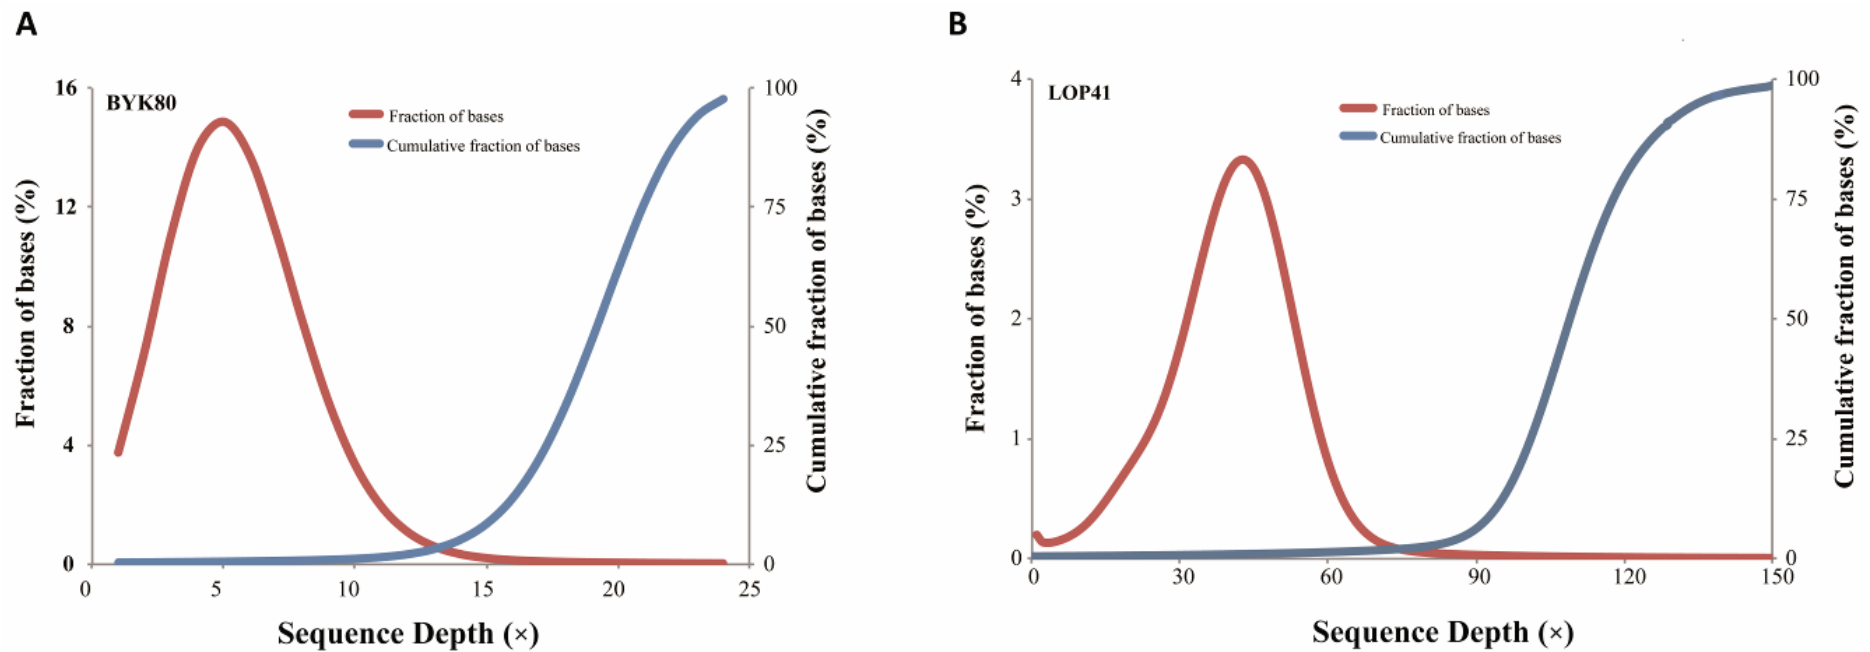 A
BYK80
Fraction of bases
Cumulative fraction of bases
16
12
8
4
0
Fraction of bases (%)
100
75
50
25
0
Cumulative fraction of bases (%)
0 5 10 15 20 25
Sequence Depth (×)
B
LOP41
Fraction of bases
Cumulative fraction of bases
4
3
2
1
0
Fraction of bases (%)
100
75
50
25
0
Cumulative fraction of bases (%)
0 30 60 90 120 150
Sequence Depth (×)